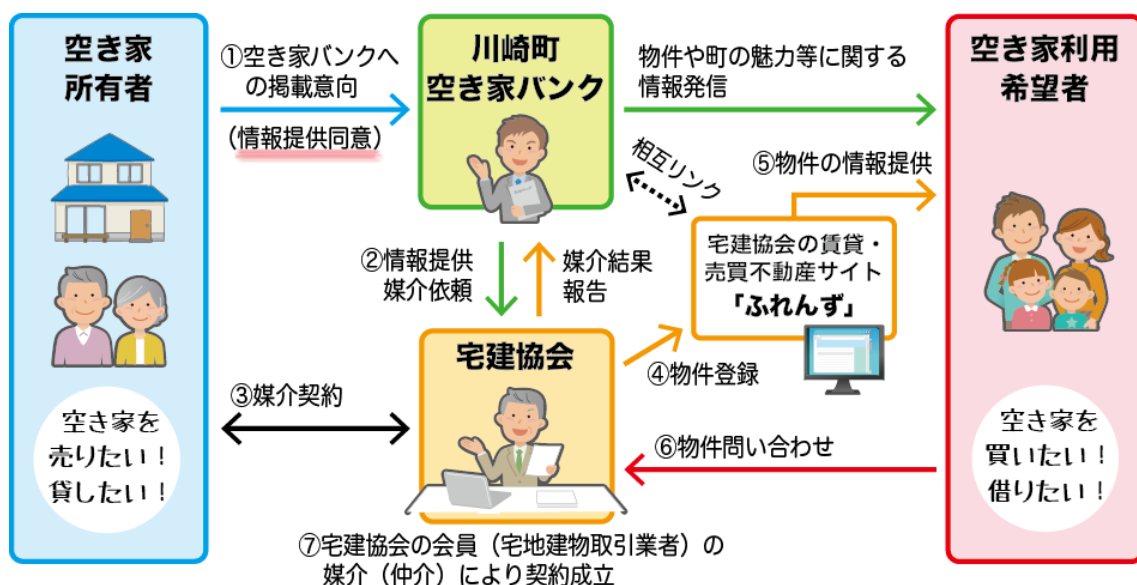 空き家
所有者
①空き家バンクへ
の掲載意向
（情報提供同意）
川崎町
空き家バンク
物件や町の魅力等に関する
情報発信
空き家利用
希望者
相互リンク
⑤物件の情報提供
②情報提供
媒介依頼
媒介結果
報告
宅建協会の賃貸・
売買不動産サイト
「ふれんず」
宅建協会
④物件登録
③媒介契約
⑥物件問い合わせ
空き家を
売りたい！
貸したい！
空き家を
買いたい！
借りたい！
⑦宅建協会の会員（宅地建物取引業者）の
媒介（仲介）により契約成立